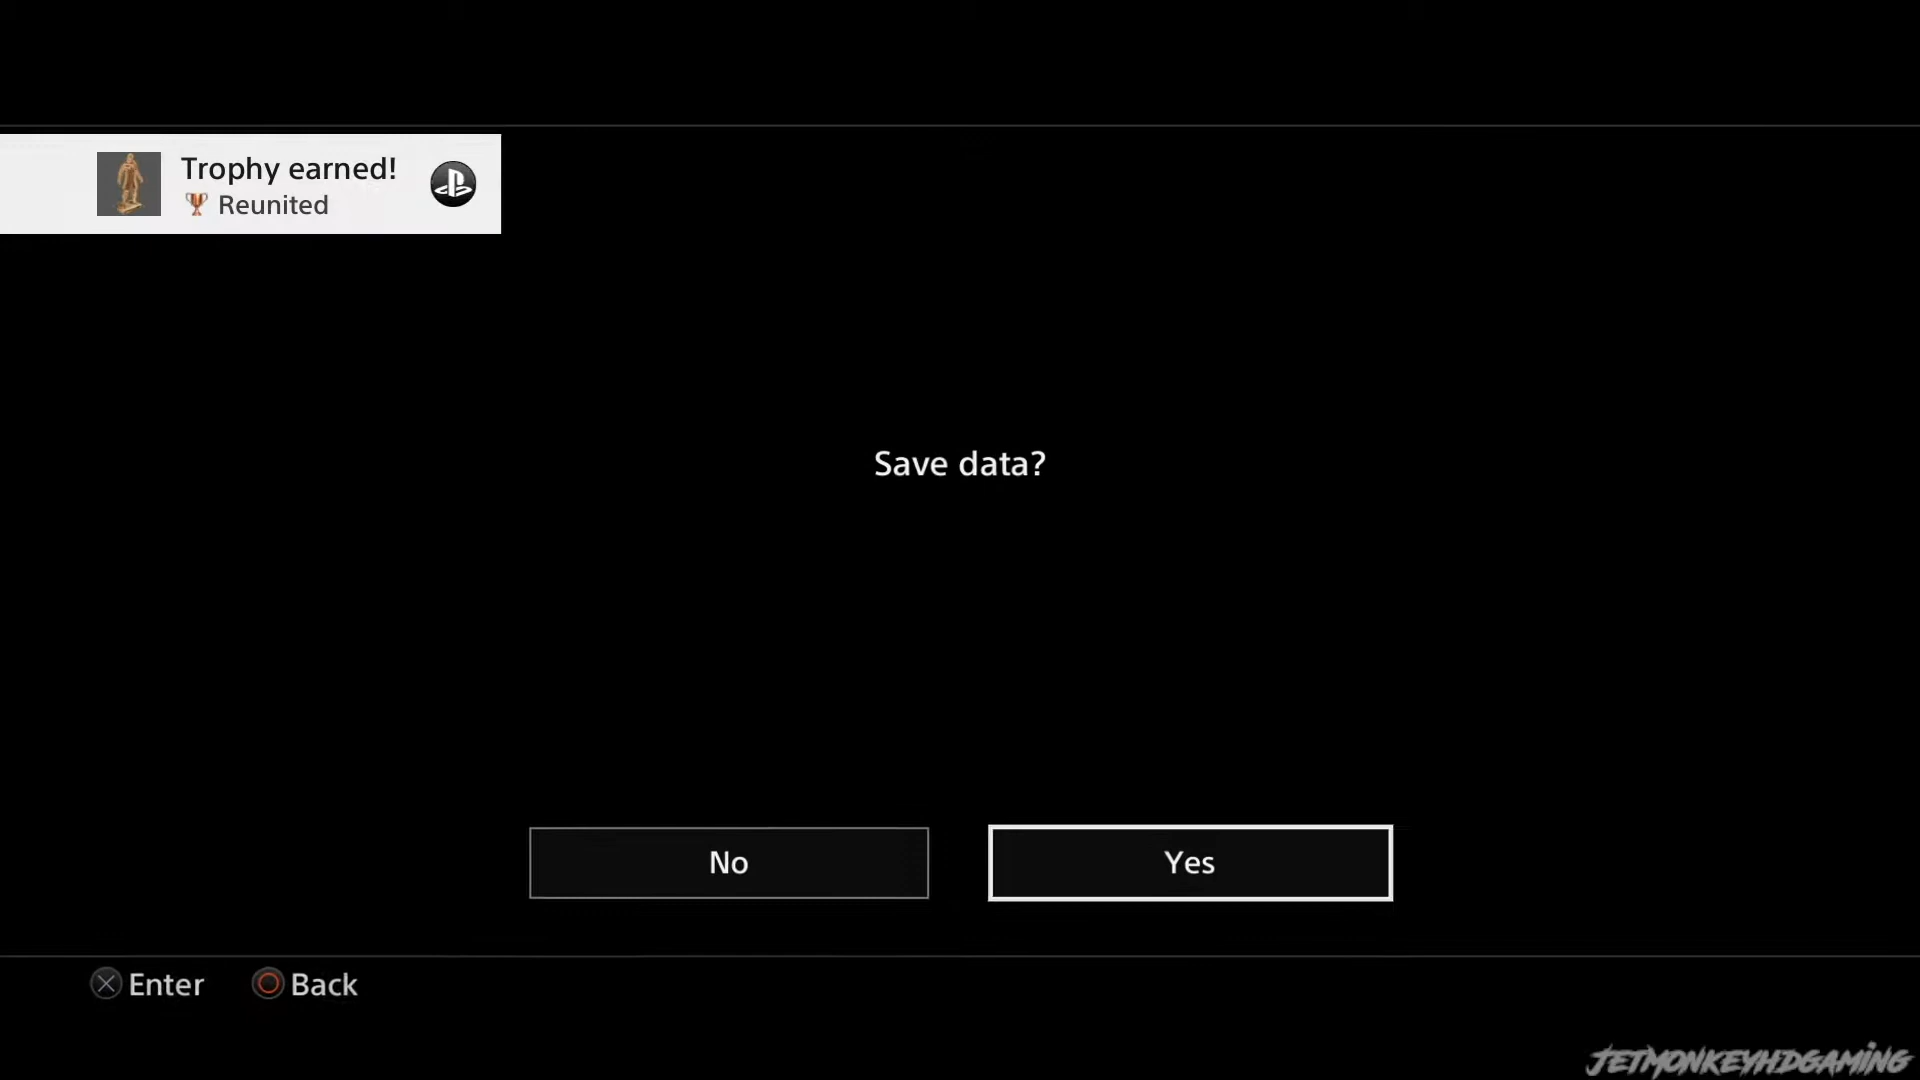 Trophy earned!
Reunited
Save data?
No
Yes
Enter
Back
JETMONKEYHDGAMING